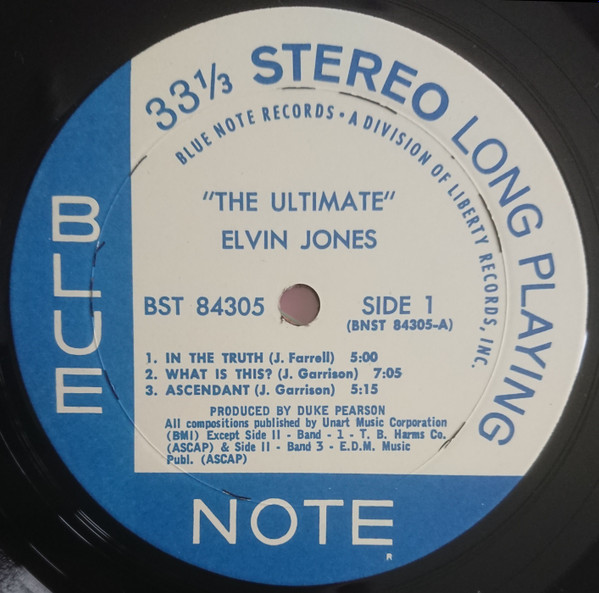 33⅓ STEREO LONG PLAYING
BLUE NOTE RECORDS • A DIVISION OF LIBERTY RECORDS, INC.
"THE ULTIMATE"
ELVIN JONES
BST 84305 SIDE 1
(BNST 84305-A)
1. IN THE TRUTH (J. Farrell) 5:00
2. WHAT IS THIS? (J. Garrison) 7:05
3. ASCENDANT (J. Garrison) 5:15
PRODUCED BY DUKE PEARSON
All compositions published by Unart Music Corporation
(BMI) Except Side II - Band - 1 - T. B. Harms Co.
(ASCAP) & Side II - Band 3 - E.D.M. Music
Publ. (ASCAP)
BLUE
NOTE
R